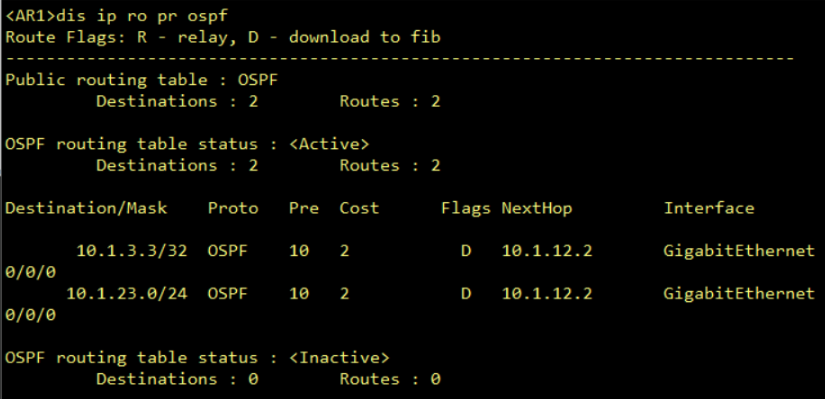 <AR1>dis ip ro pr ospf
Route Flags: R - relay, D - download to fib
------------------------------------------------------------------------------
Public routing table : OSPF
         Destinations : 2        Routes : 2

OSPF routing table status : <Active>
         Destinations : 2        Routes : 2

Destination/Mask    Proto   Pre  Cost      Flags NextHop         Interface

       10.1.3.3/32  OSPF    10   2           D   10.1.12.2       GigabitEthernet
0/0/0
      10.1.23.0/24  OSPF    10   2           D   10.1.12.2       GigabitEthernet
0/0/0

OSPF routing table status : <Inactive>
         Destinations : 0        Routes : 0